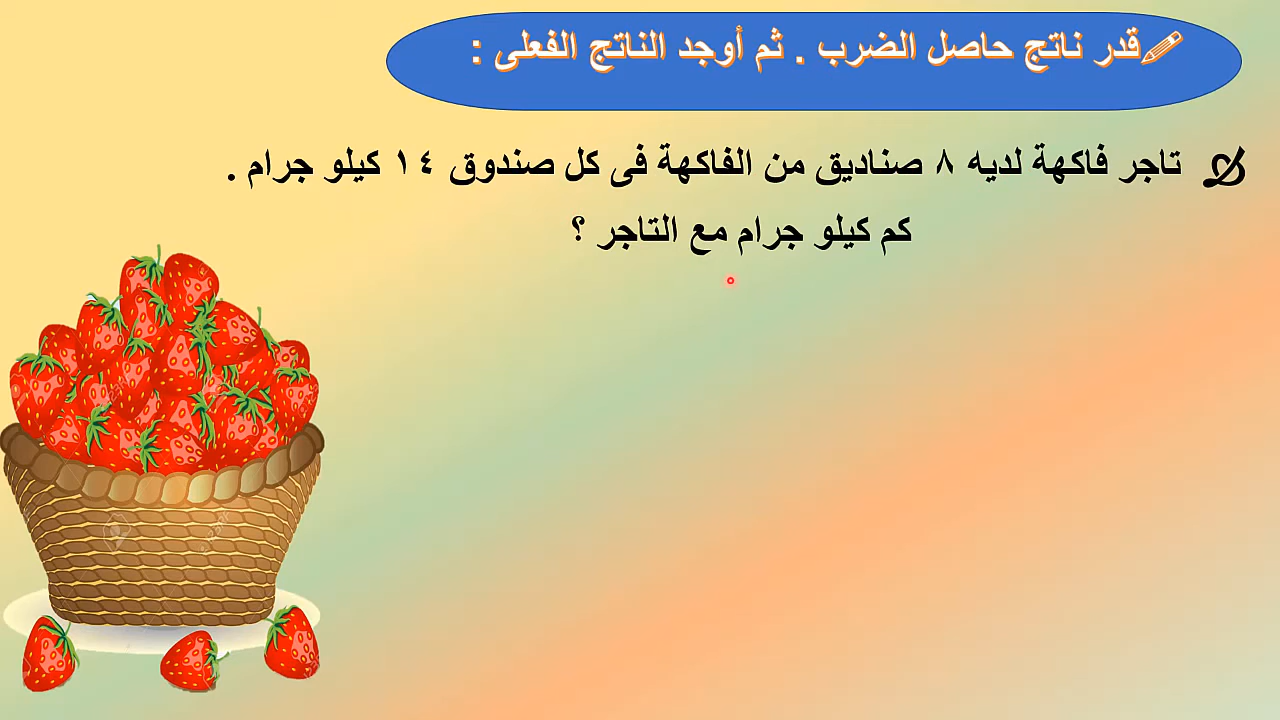 قدر ناتج حاصل الضرب . ثم أوجد الناتج الفعلى :
تاجر فاكهة لديه ٨ صناديق من الفاكهة فى كل صندوق ١٤ كيلو جرام .
كم كيلو جرام مع التاجر ؟